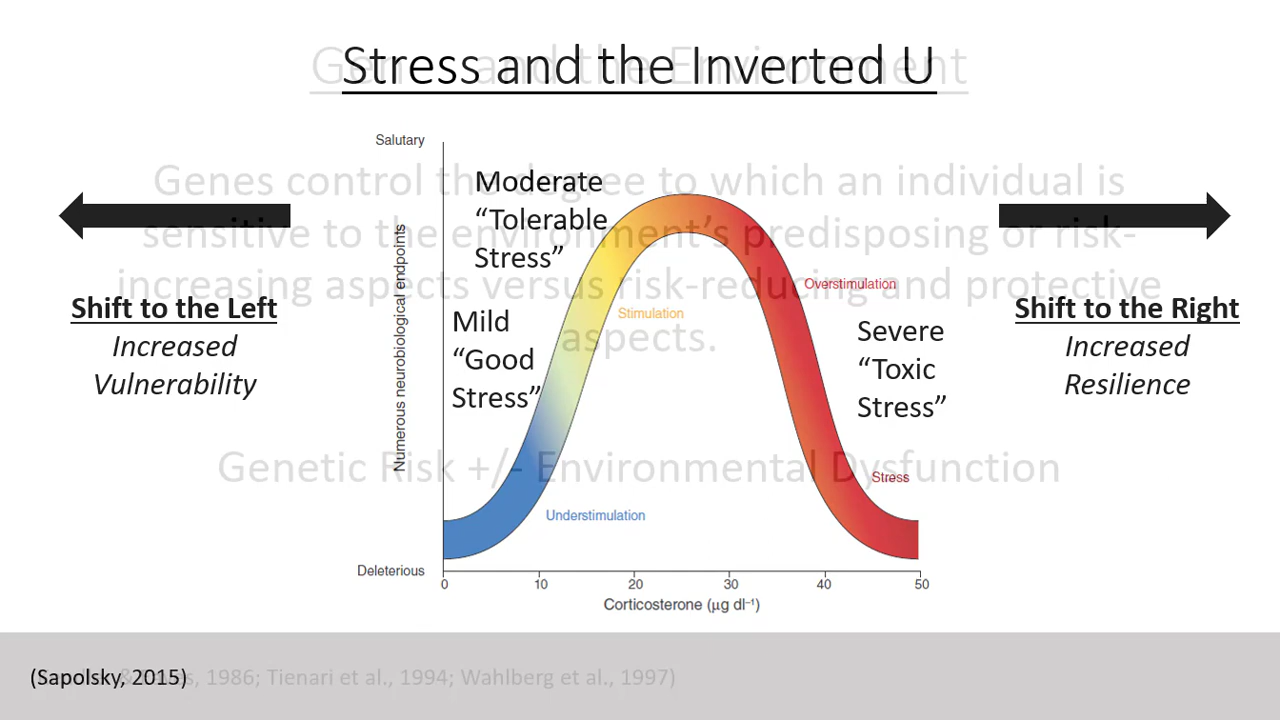 Stress and the Inverted U
Genes and the Environment
Salutary
Moderate
“Tolerable
Stress”
Genes control the degree to which an individual is
sensitive to the environment’s predisposing or risk-
increasing aspects versus risk-reducing and protective
aspects.
Numerous neurobiological endpoints
Overstimulation
Shift to the Left
Increased
Vulnerability
Mild
“Good
Stress”
Stimulation
Severe
“Toxic
Stress”
Shift to the Right
Increased
Resilience
Genetic Risk +/- Environmental Dysfunction
Stress
Understimulation
Deleterious
0 10 20 30 40 50
Corticosterone (µg dl⁻¹)
(Sapolsky, 2015)
1986; Tienari et al., 1994; Wahlberg et al., 1997)